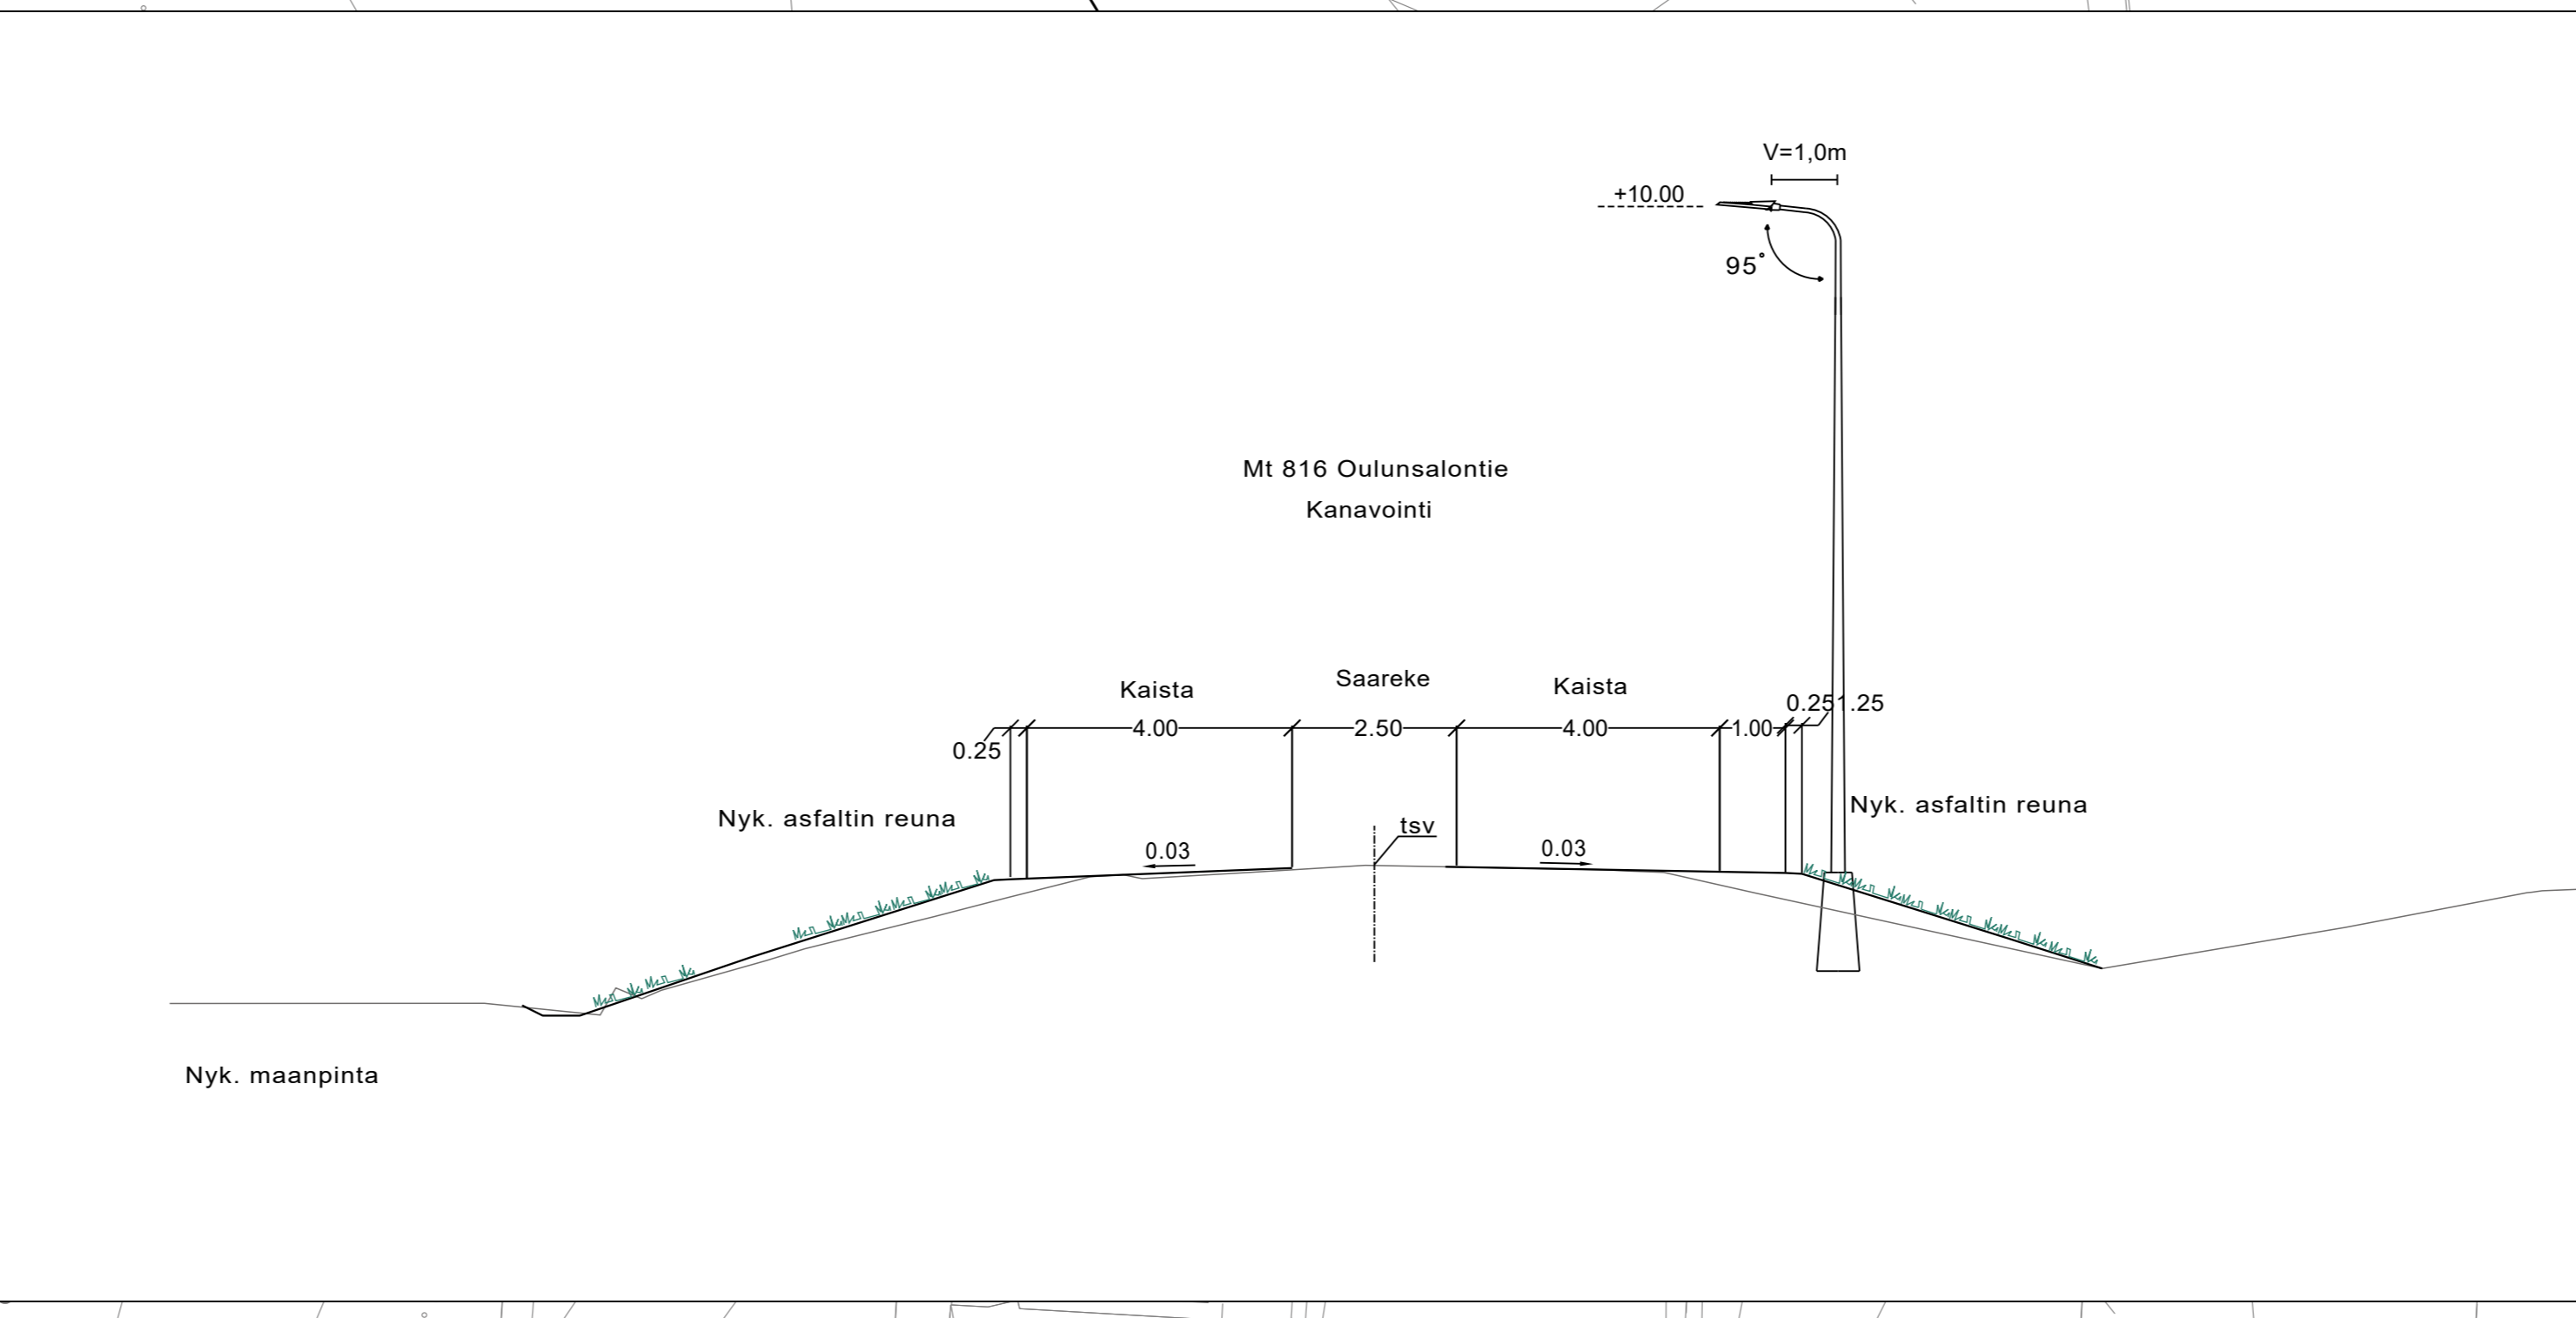 V=1,0m
+10.00
95°
Mt 816 Oulunsalontie
Kanavointi
Kaista
Saareke
Kaista
0.25
1.25
4.00
2.50
4.00
1.00
0.25
Nyk. asfaltin reuna
Nyk. asfaltin reuna
tsv
0.03
0.03
Nyk. maanpinta